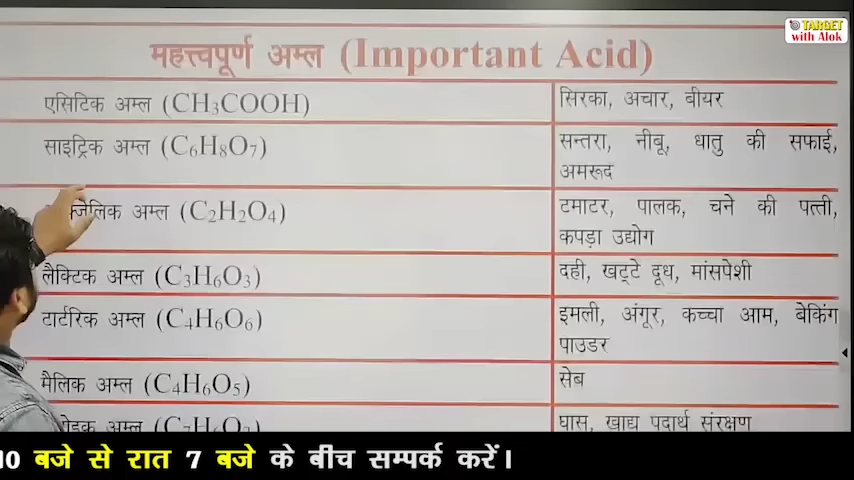 TARGET
with Alok
महत्त्वपूर्ण अम्ल (Important Acid)
एसिटिक अम्ल (CH₃COOH)
सिरका, अचार, बीयर
साइट्रिक अम्ल (C₆H₈O₇)
सन्तरा, नीबू, धातु की सफाई,
अमरूद
अम्ल (C₂H₂O₄)
टमाटर, पालक, चने की पत्ती,
कपड़ा उद्योग
लैक्टिक अम्ल (C₃H₆O₃)
दही, खट्टे दूध, मांसपेशी
टार्टरिक अम्ल (C₄H₆O₆)
इमली, अंगूर, कच्चा आम, बेकिंग
पाउडर
मैलिक अम्ल (C₄H₆O₅)
सेब
अम्ल
घास, खाद्य पदार्थ संरक्षण
10 बजे से रात 7 बजे के बीच सम्पर्क करें।